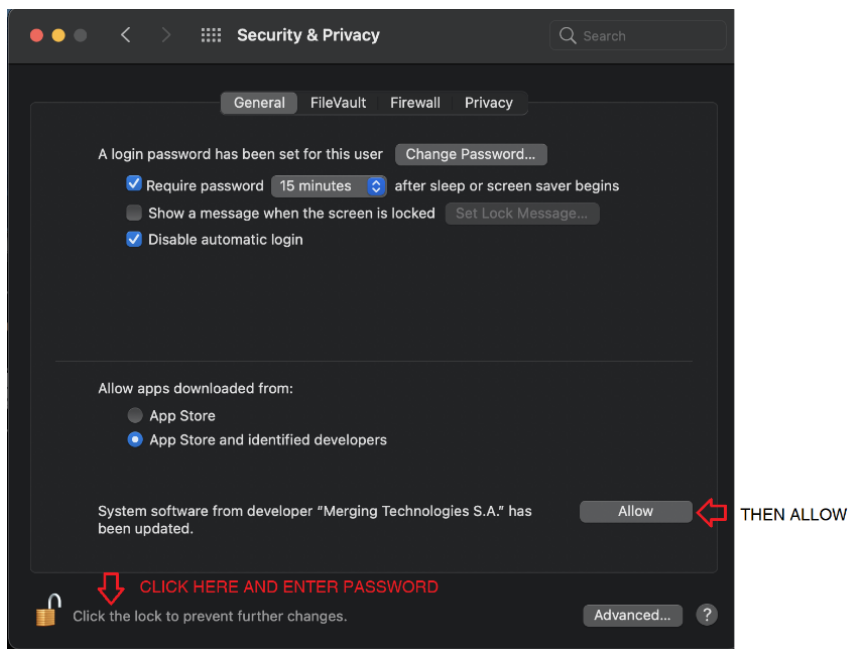 Security & Privacy
Search
General FileVault Firewall Privacy
A login password has been set for this user Change Password...
Require password 15 minutes after sleep or screen saver begins
Show a message when the screen is locked Set Lock Message...
Disable automatic login
Allow apps downloaded from:
App Store
App Store and identified developers
System software from developer “Merging Technologies S.A.” has
been updated.
Allow
THEN ALLOW
CLICK HERE AND ENTER PASSWORD
Click the lock to prevent further changes.
Advanced... ?